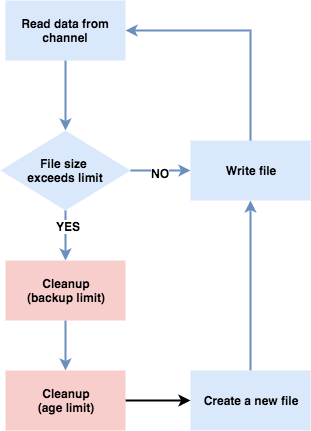 Read data from
channel
File size
exceeds limit
NO
Write file
YES
Cleanup
(backup limit)
Cleanup
(age limit)
Create a new file